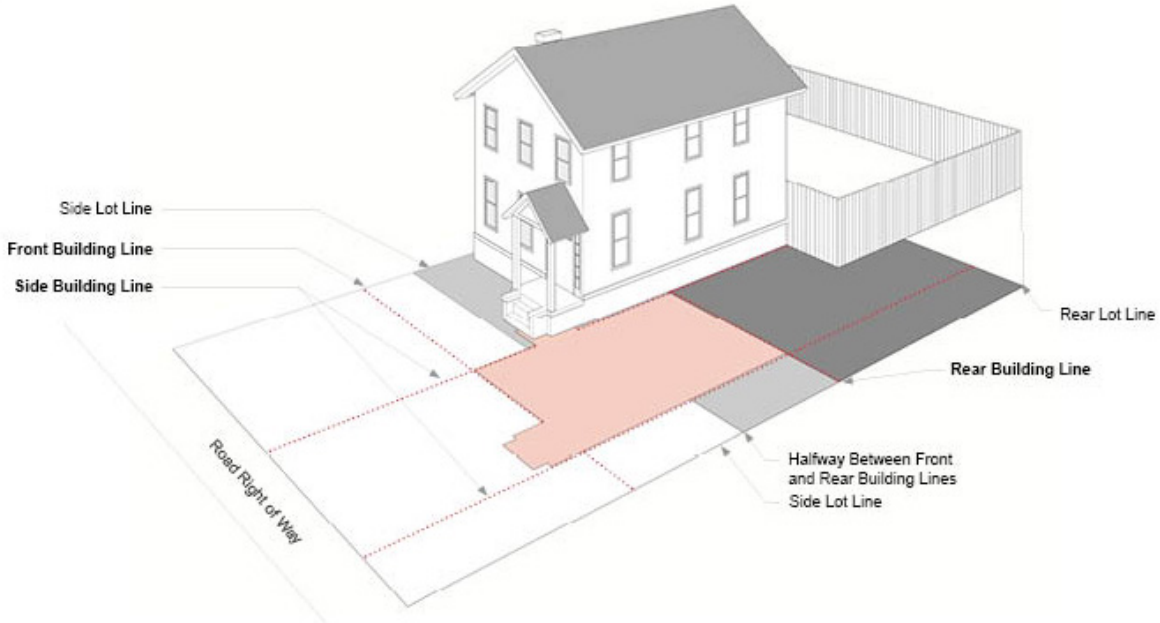 Side Lot Line
Front Building Line
Side Building Line
Rear Lot Line
Rear Building Line
Halfway Between Front
and Rear Building Lines
Side Lot Line
Road Right of Way